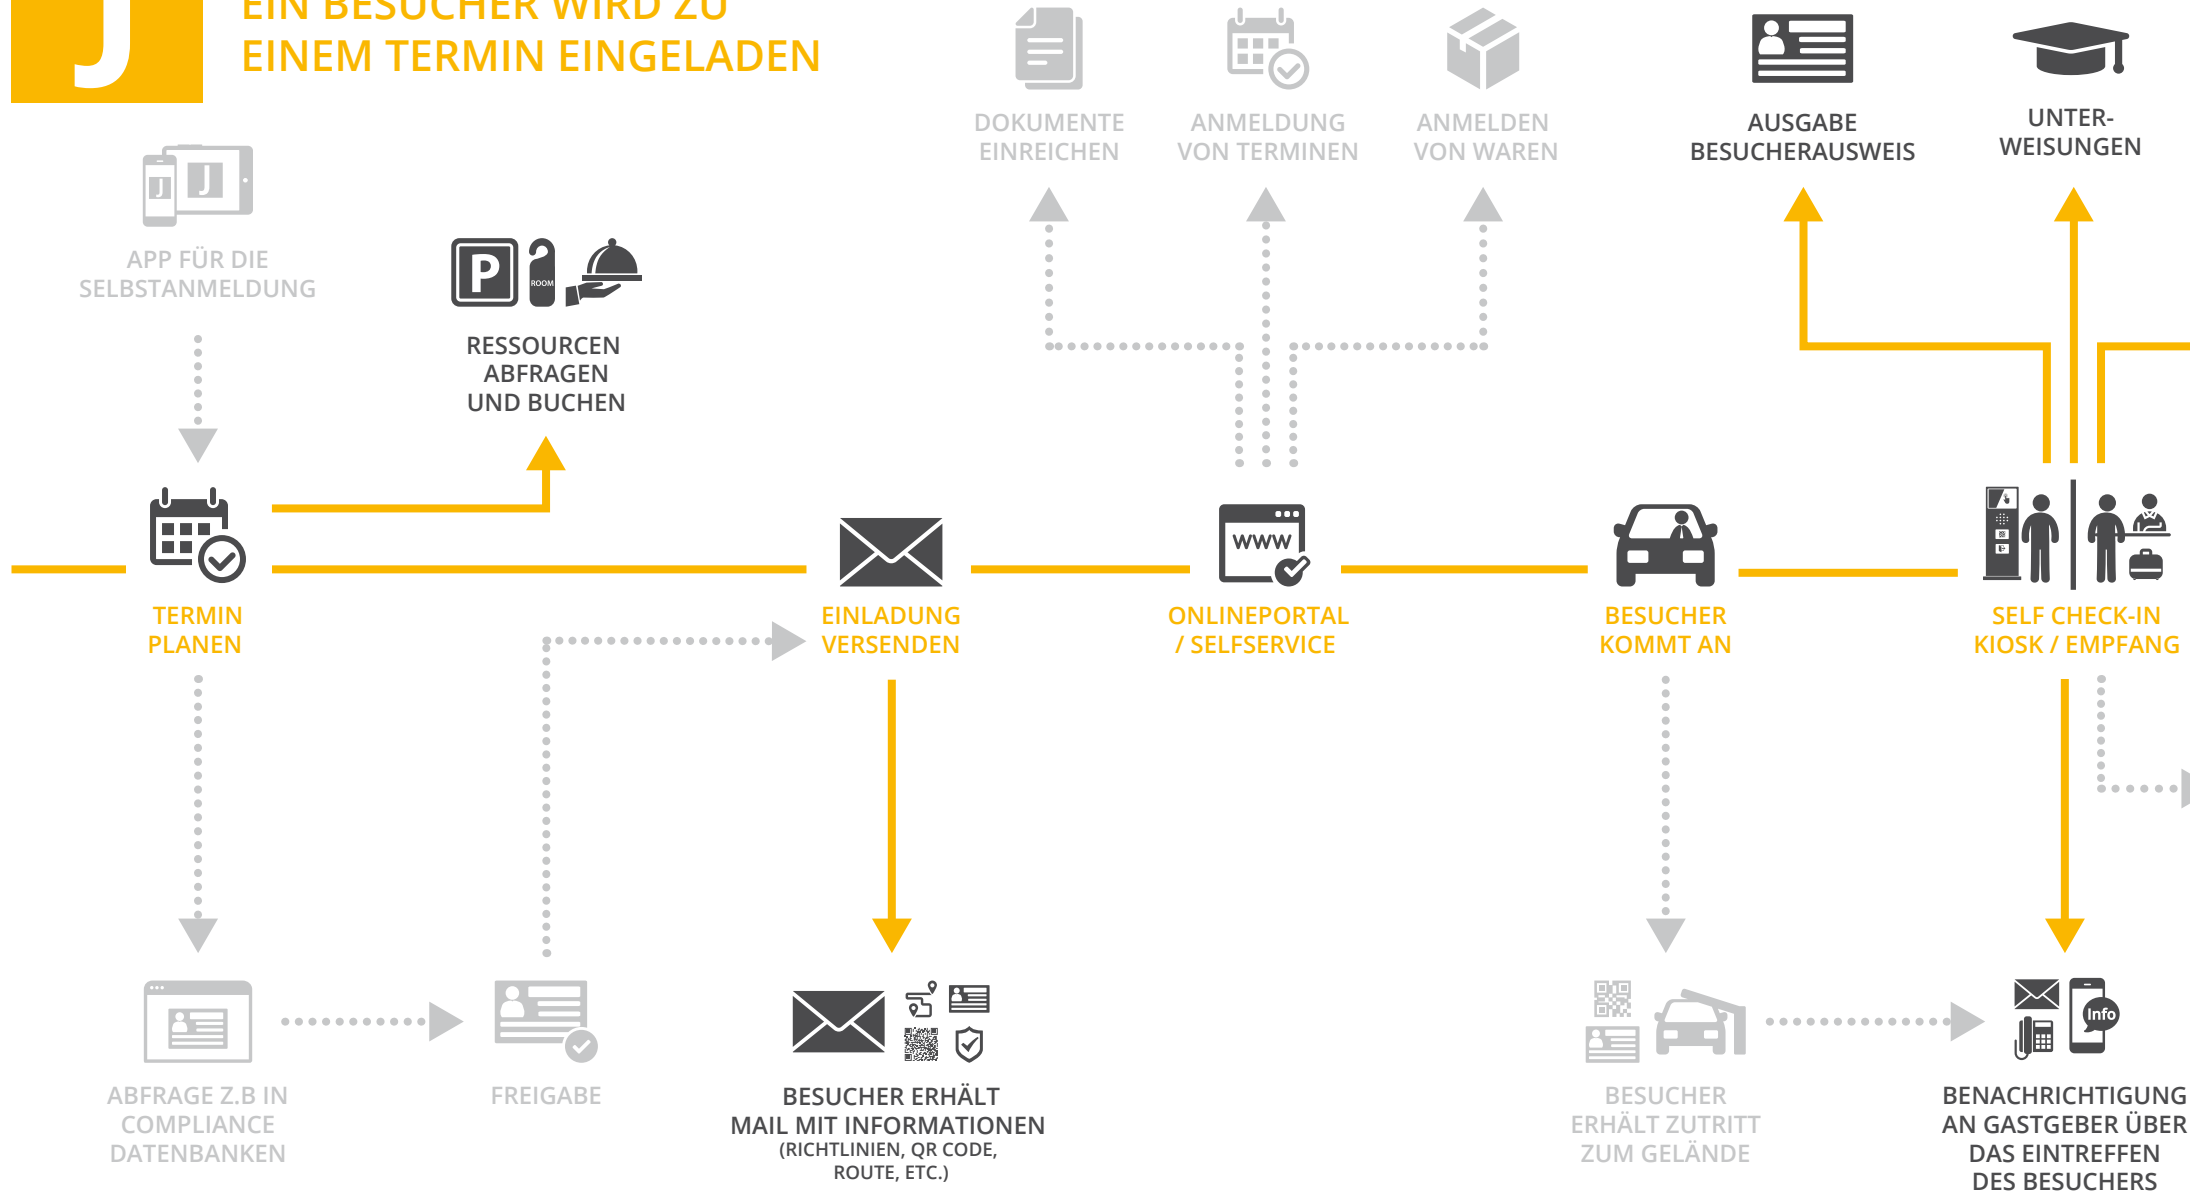 J
EIN BESUCHER WIRD ZU
EINEM TERMIN EINGELADEN
DOKUMENTE
EINREICHEN
ANMELDUNG
VON TERMINEN
ANMELDEN
VON WAREN
AUSGABE
BESUCHERAUSWEIS
UNTER-
WEISUNGEN
J
J
APP FÜR DIE
SELBSTANMELDUNG
P
ROOM
RESSOURCEN
ABFRAGEN
UND BUCHEN
TERMIN
PLANEN
EINLADUNG
VERSENDEN
WWW
ONLINEPORTAL
/ SELFSERVICE
BESUCHER
KOMMT AN
SELF CHECK-IN
KIOSK / EMPFANG
ABFRAGE Z.B IN
COMPLIANCE
DATENBANKEN
FREIGABE
BESUCHER ERHÄLT
MAIL MIT INFORMATIONEN
(RICHTLINIEN, QR CODE,
ROUTE, ETC.)
BESUCHER
ERHÄLT ZUTRITT
ZUM GELÄNDE
Info
BENACHRICHTIGUNG
AN GASTGEBER ÜBER
DAS EINTREFFEN
DES BESUCHERS